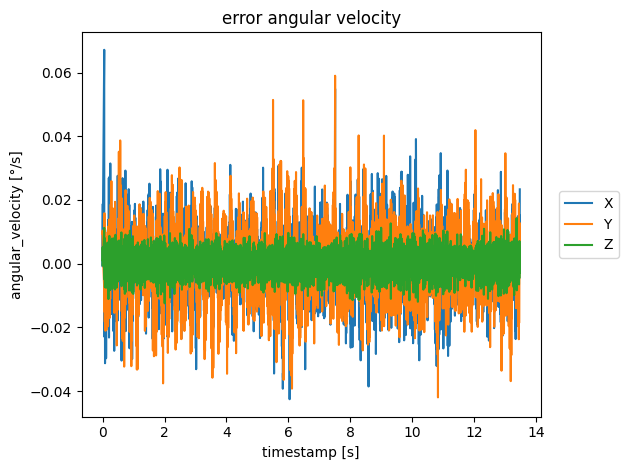 error angular velocity
angular_velocity [°/s]
0.06
0.04
0.02
0.00
−0.02
−0.04
0 2 4 6 8 10 12 14
timestamp [s]
X
Y
Z